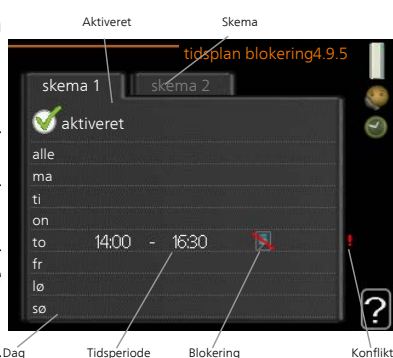 Aktiveret Skema
tidsplan blokering4.9.5
skema 1 skema 2
aktiveret
alle
ma
ti
on
to 14:00 - 16:30 !
fr
lø
sø
?
Dag Tidsperiode Blokering Konflikt